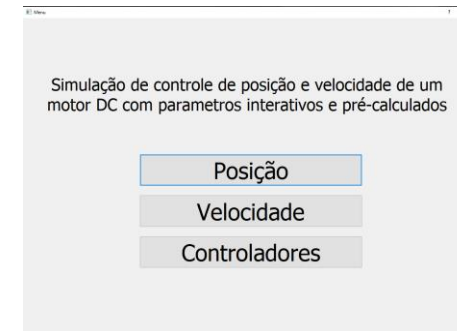 Menu
?
Simulação de controle de posição e velocidade de um
motor DC com parametros interativos e pré-calculados
Posição
Velocidade
Controladores